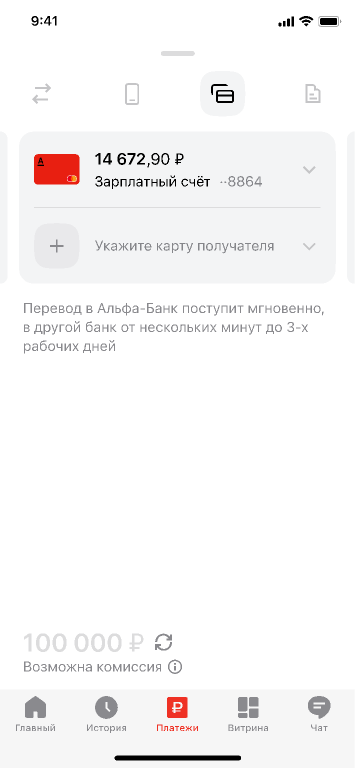 9:41
14 672,90 ₽
Зарплатный счёт ··8864
Укажите карту получателя
Перевод в Альфа-Банк поступит мгновенно,
в другой банк от нескольких минут до 3-х
рабочих дней
100 000 ₽
Возможна комиссия
Главный История Платежи Витрина Чат